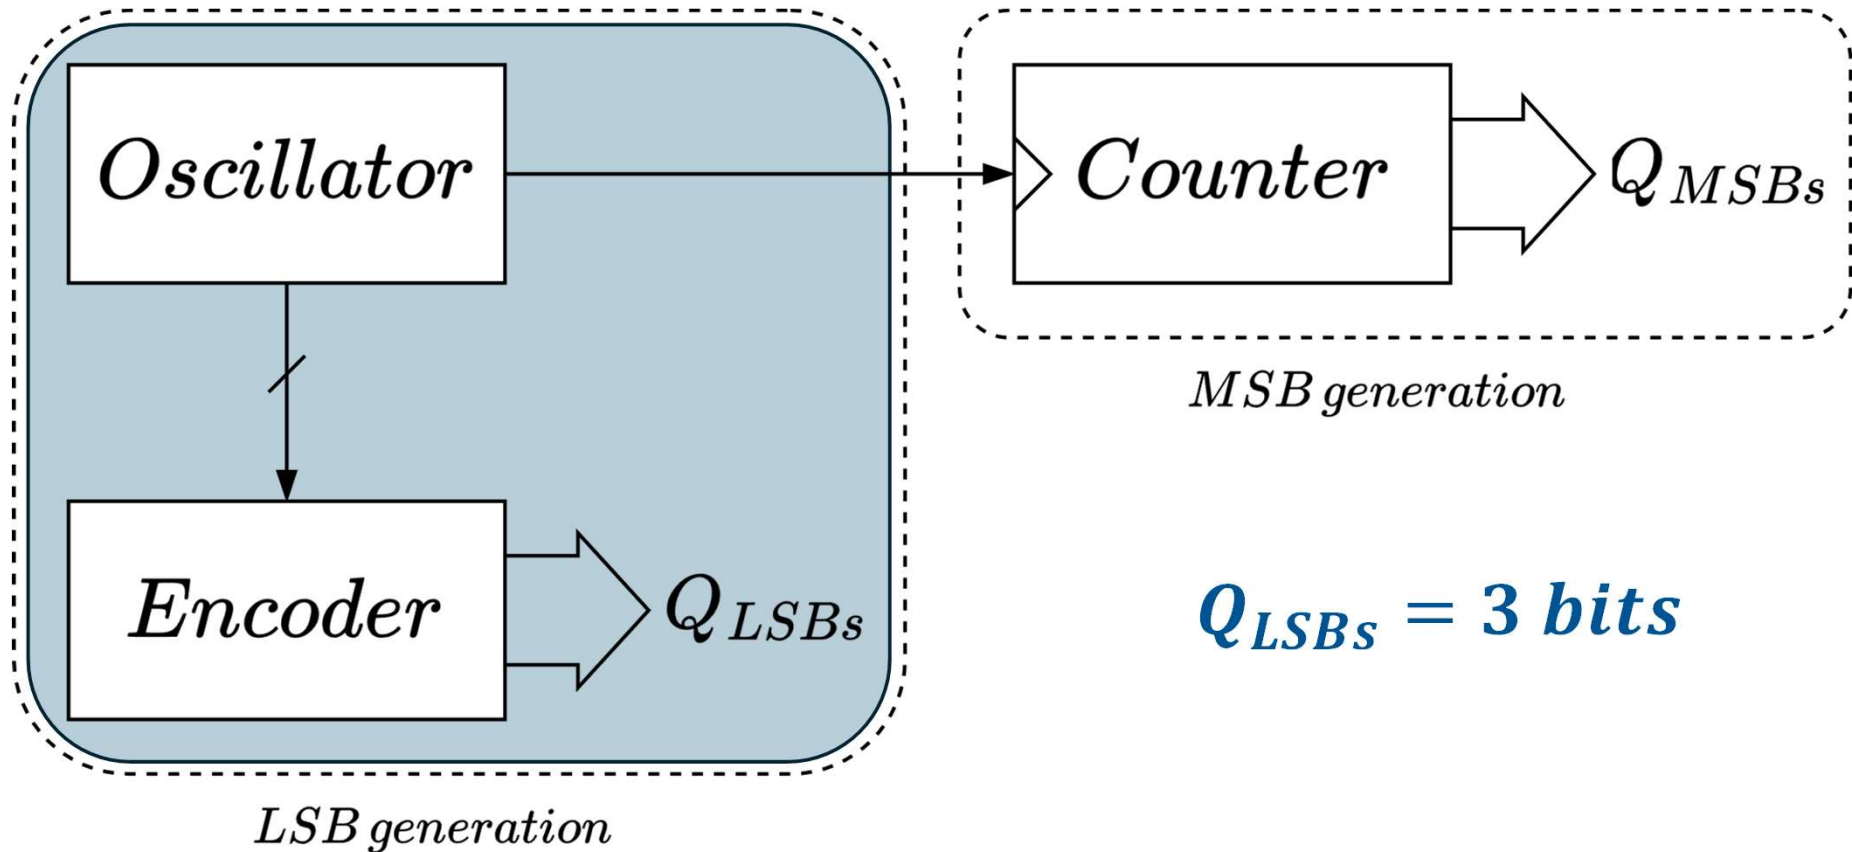 Oscillator
Counter
Q_MSBs
MSB generation
Encoder
Q_LSBs
Q_LSBs = 3 bits
LSB generation